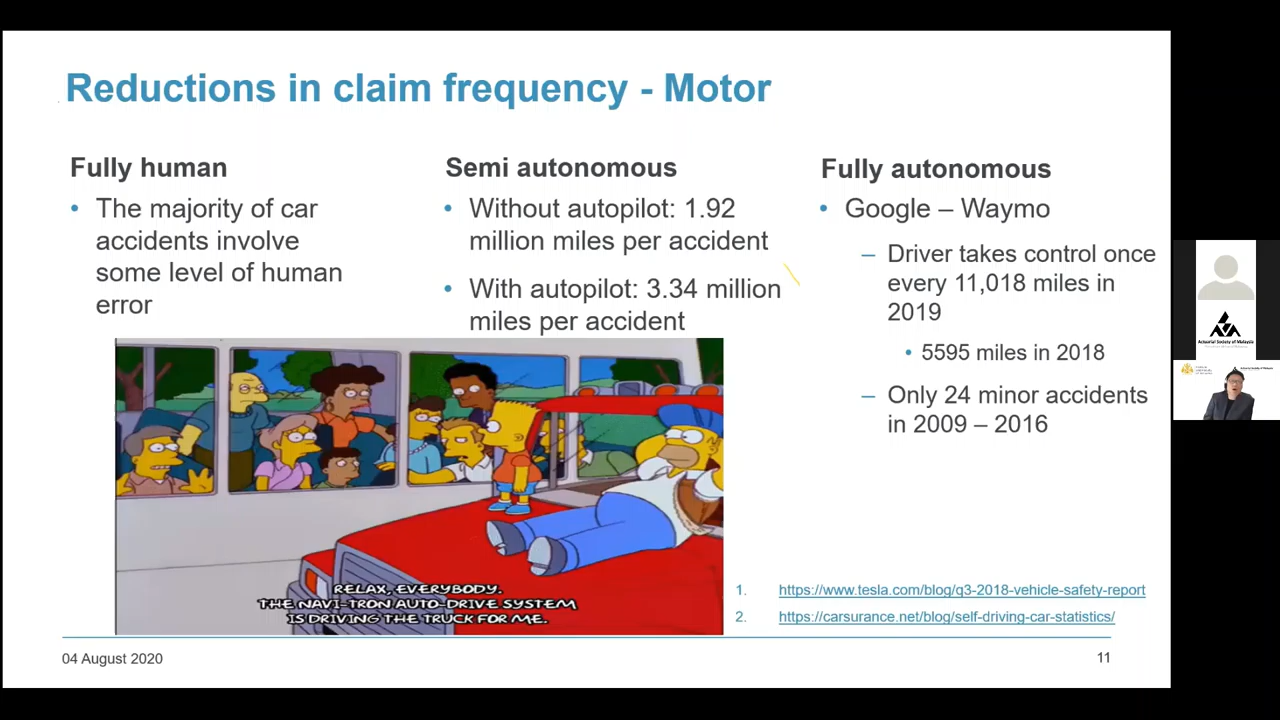 Reductions in claim frequency - Motor
Fully human
• The majority of car
accidents involve
some level of human
error
Semi autonomous
• Without autopilot: 1.92
million miles per accident
• With autopilot: 3.34 million
miles per accident
Fully autonomous
• Google – Waymo
– Driver takes control once
every 11,018 miles in
2019
• 5595 miles in 2018
– Only 24 minor accidents
in 2009 – 2016
RELAX, EVERYBODY.
THE NAVI-TRON AUTO-DRIVE SYSTEM
IS DRIVING THE TRUCK FOR ME.
1. https://www.tesla.com/blog/q3-2018-vehicle-safety-report
2. https://carsurance.net/blog/self-driving-car-statistics/
04 August 2020
11
Actuarial Society of Malaysia